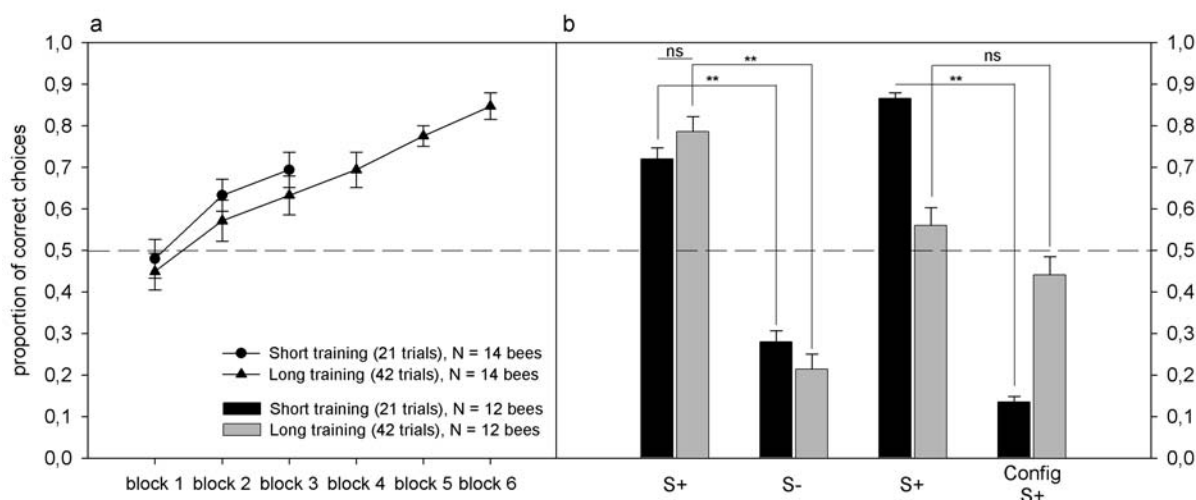 a
b
proportion of correct choices
1,0
0,9
0,8
0,7
0,6
0,5
0,4
0,3
0,2
0,1
0,0
Short training (21 trials), N = 14 bees
Long training (42 trials), N = 14 bees
Short training (21 trials), N = 12 bees
Long training (42 trials), N = 12 bees
block 1 block 2 block 3 block 4 block 5 block 6
ns
**
**
ns
**
1,0
0,9
0,8
0,7
0,6
0,5
0,4
0,3
0,2
0,1
0,0
S+ S- S+ Config
S+